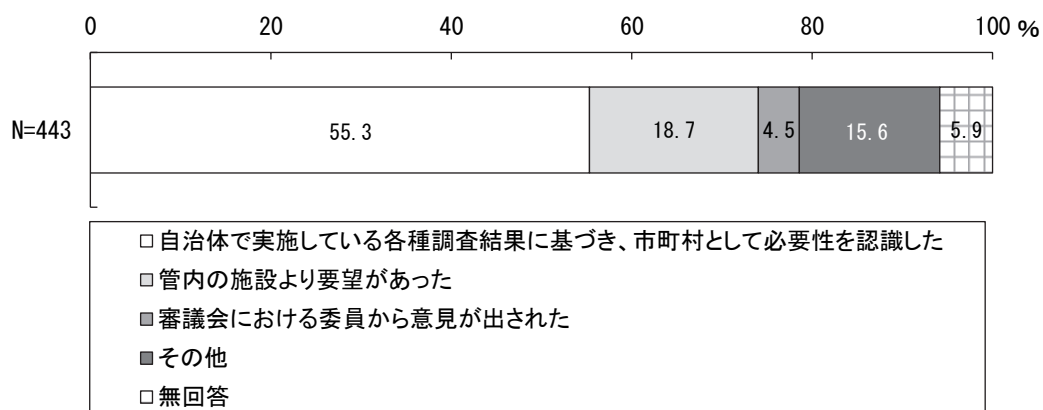 0 20 40 60 80 100 %
N=443 55.3 18.7 4.5 15.6 5.9
□自治体で実施している各種調査結果に基づき、市町村として必要性を認識した
■管内の施設より要望があった
■審議会における委員から意見が出された
■その他
□無回答